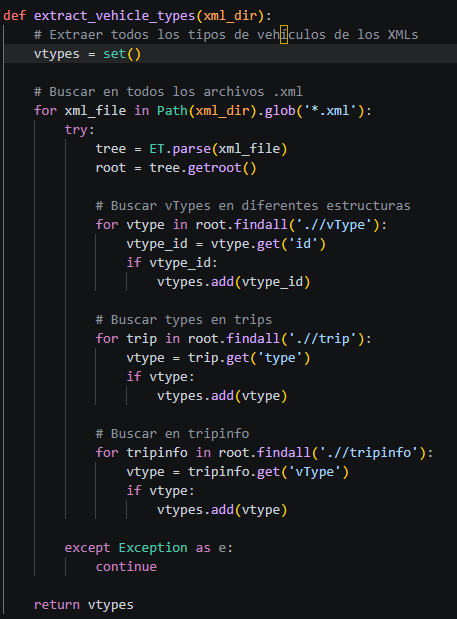 def extract_vehicle_types(xml_dir):
    # Extraer todos los tipos de vehículos de los XMLs
    vtypes = set()

    # Buscar en todos los archivos .xml
    for xml_file in Path(xml_dir).glob('*.xml'):
        try:
            tree = ET.parse(xml_file)
            root = tree.getroot()

            # Buscar vTypes en diferentes estructuras
            for vtype in root.findall('.//vType'):
                vtype_id = vtype.get('id')
                if vtype_id:
                    vtypes.add(vtype_id)

            # Buscar types en trips
            for trip in root.findall('.//trip'):
                vtype = trip.get('type')
                if vtype:
                    vtypes.add(vtype)

            # Buscar en tripinfo
            for tripinfo in root.findall('.//tripinfo'):
                vtype = tripinfo.get('vType')
                if vtype:
                    vtypes.add(vtype)

        except Exception as e:
            continue

    return vtypes